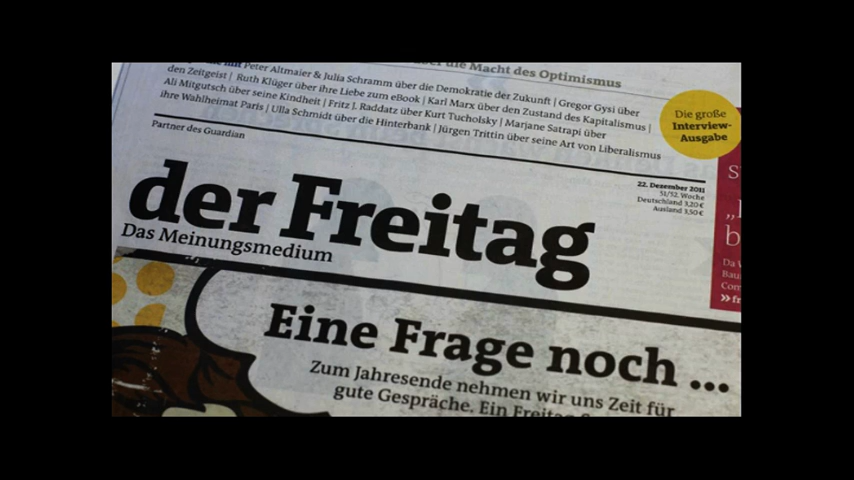 über die Macht des Optimismus
mit Peter Altmaier & Julia Schramm über die Demokratie der Zukunft | Gregor Gysi über
den Zeitgeist | Ruth Klüger über ihre Liebe zum eBook | Karl Marx über den Zustand des Kapitalismus |
Ali Mitgutsch über seine Kindheit | Fritz J. Raddatz über Kurt Tucholsky | Marjane Satrapi über
ihre Wahlheimat Paris | Ulla Schmidt über die Hinterbank | Jürgen Trittin über seine Art von Liberalismus
Die große
Interview-
Ausgabe
Partner des Guardian
22. Dezember 2011
51/52. Woche
Deutschland 3,20 €
Ausland 3,50 €
der Freitag
Das Meinungsmedium
S
„
b
Da
Bau
Com
Eine Frage noch ...
Zum Jahresende nehmen wir uns Zeit für
gute Gespräche. Ein Freitag